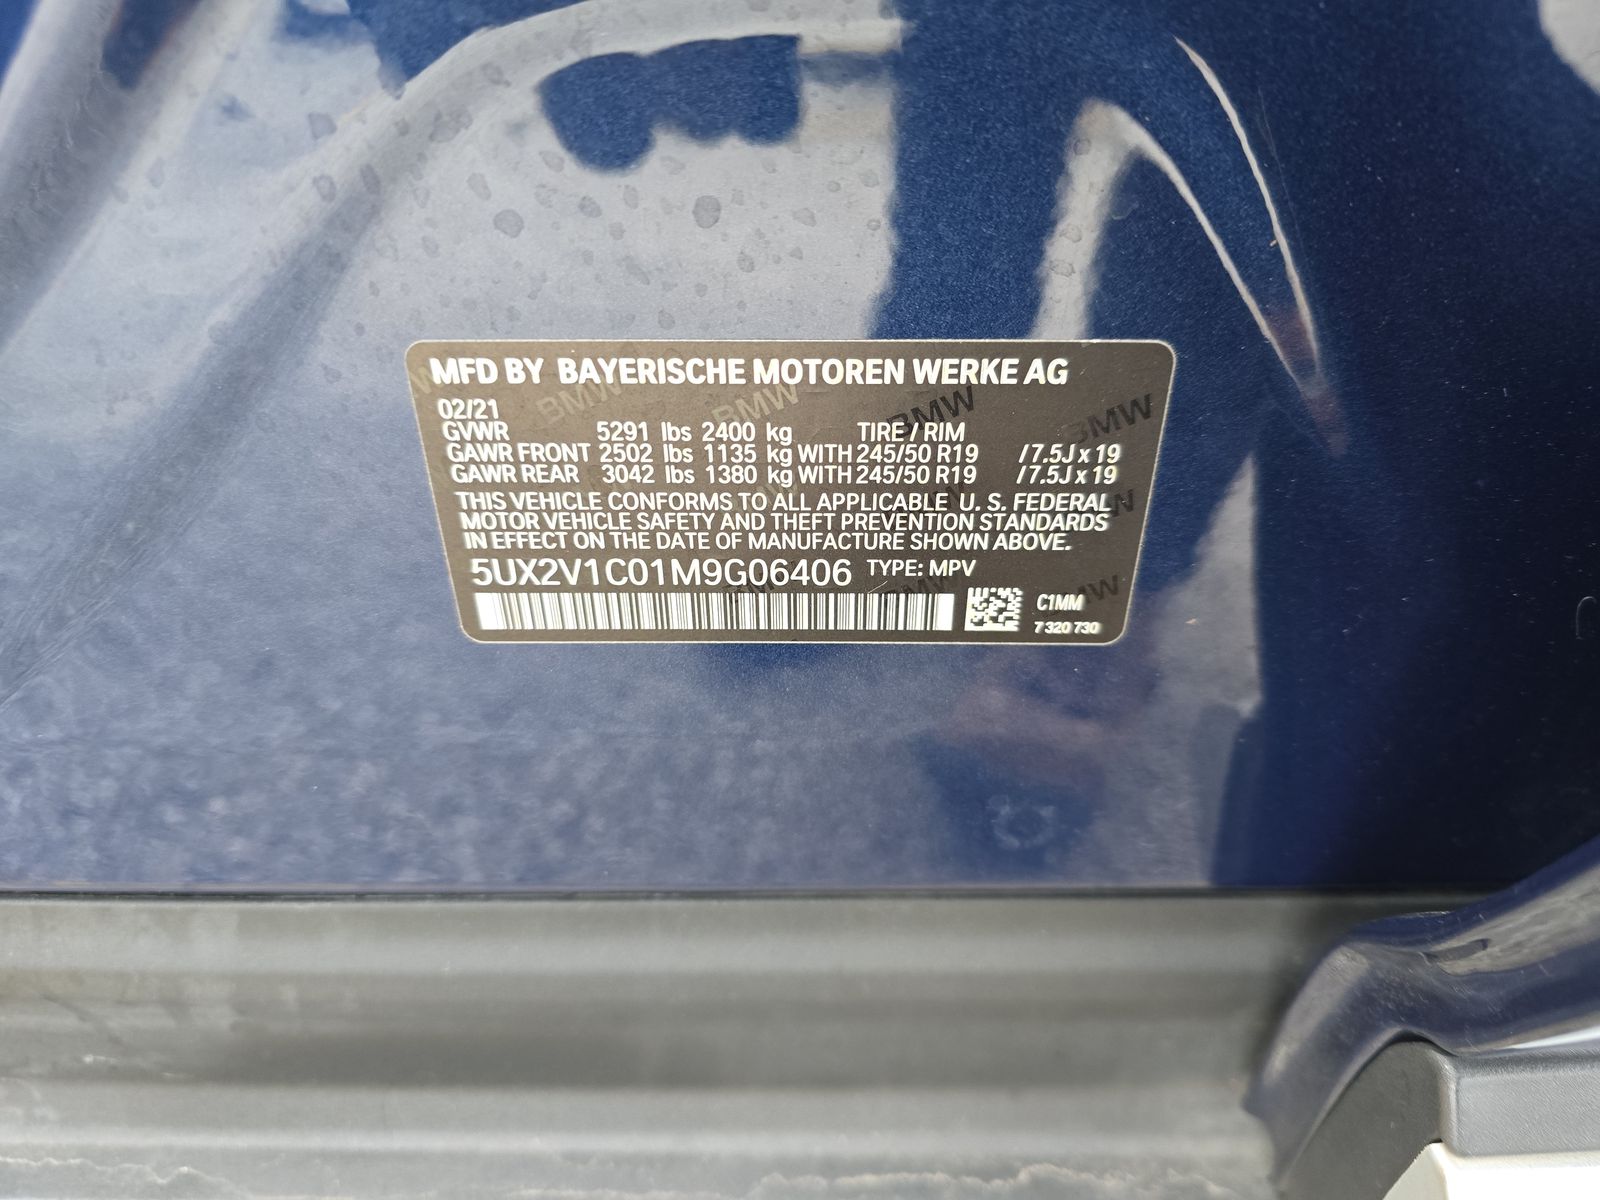 MFD BY BAYERISCHE MOTOREN WERKE AG
02/21
GVWR 5291 lbs 2400 kg TIRE / RIM
GAWR FRONT 2502 lbs 1135 kg WITH 245/50 R19 / 7.5J x 19
GAWR REAR 3042 lbs 1380 kg WITH 245/50 R19 / 7.5J x 19
THIS VEHICLE CONFORMS TO ALL APPLICABLE U. S. FEDERAL
MOTOR VEHICLE SAFETY AND THEFT PREVENTION STANDARDS
IN EFFECT ON THE DATE OF MANUFACTURE SHOWN ABOVE.
5UX2V1C01M9G06406 TYPE: MPV
C1MM
7 320 730